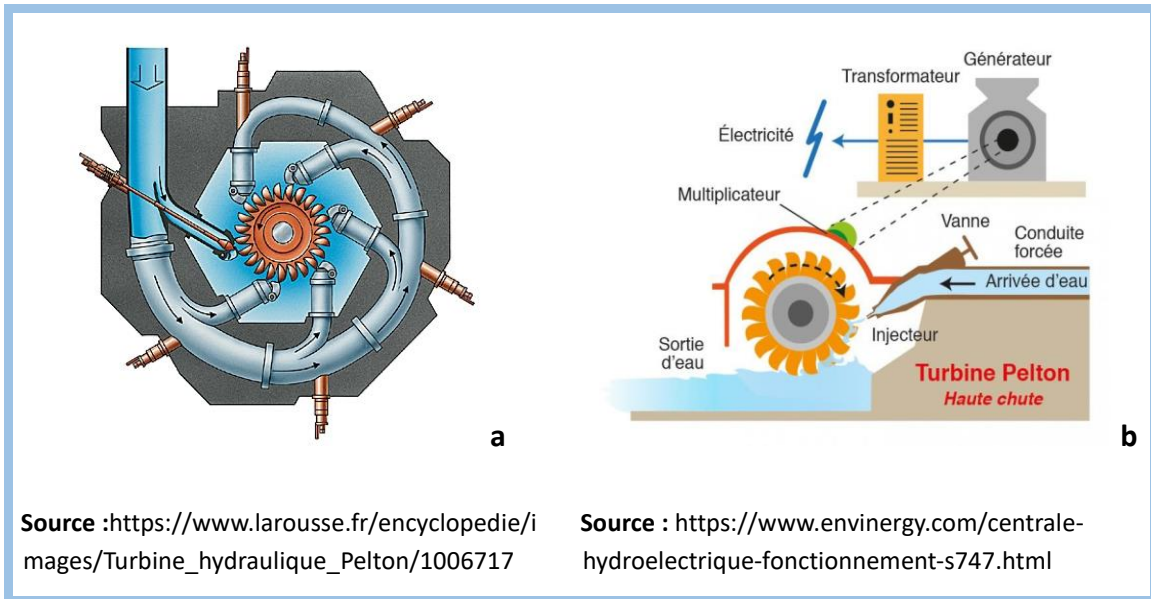 Générateur
Transformateur
Électricité
Multiplicateur
Vanne
Conduite
forcée
Arrivée d'eau
Injecteur
Sortie
d'eau
Turbine Pelton
Haute chute
a
b
Source :https://www.larousse.fr/encyclopedie/i
mages/Turbine_hydraulique_Pelton/1006717
Source : https://www.envinergy.com/centrale-
hydroelectrique-fonctionnement-s747.html